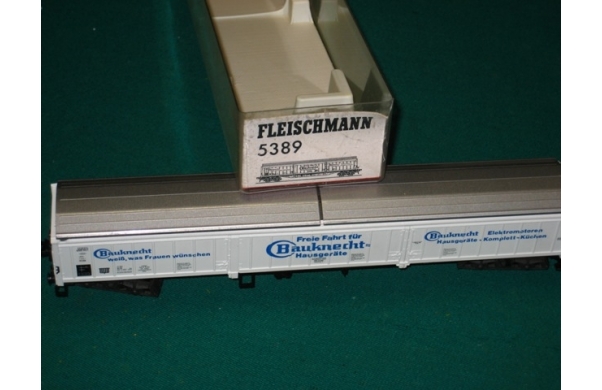 FLEISCHMANN
5389
Bauknecht
weiß, was Frauen wünschen
Freie Fahrt für
Bauknecht
Hausgeräte
Bauknecht
Elektromotoren
Hausgeräte - Komplett-Küchen